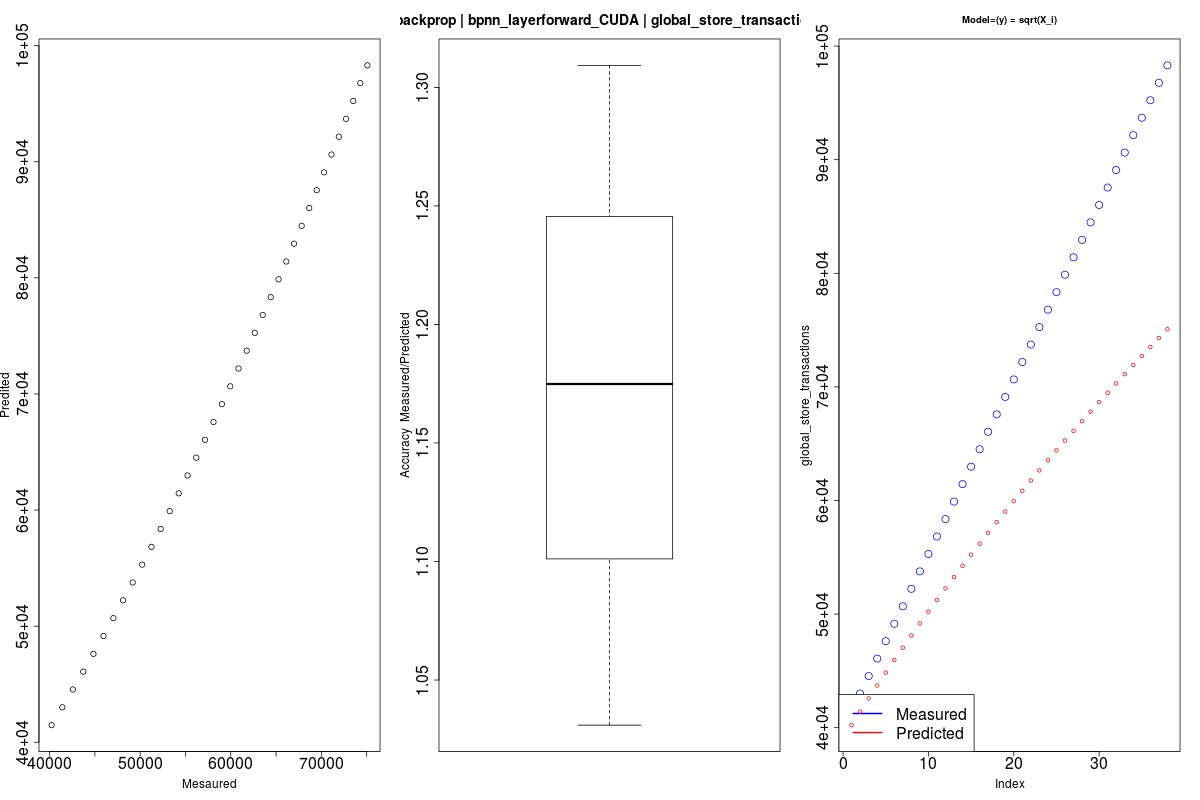 Predited
4e+04 5e+04 6e+04 7e+04 8e+04 9e+04 1e+05
40000 50000 60000 70000
Mesaured
backprop | bpnn_layerforward_CUDA | global_store_transacti
Accuracy Measured/Predicted
1.05 1.10 1.15 1.20 1.25 1.30
Model=(y) = sqrt(X_i)
global_store_transactions
4e+04 5e+04 6e+04 7e+04 8e+04 9e+04 1e+05
Measured
Predicted
0 10 20 30
Index